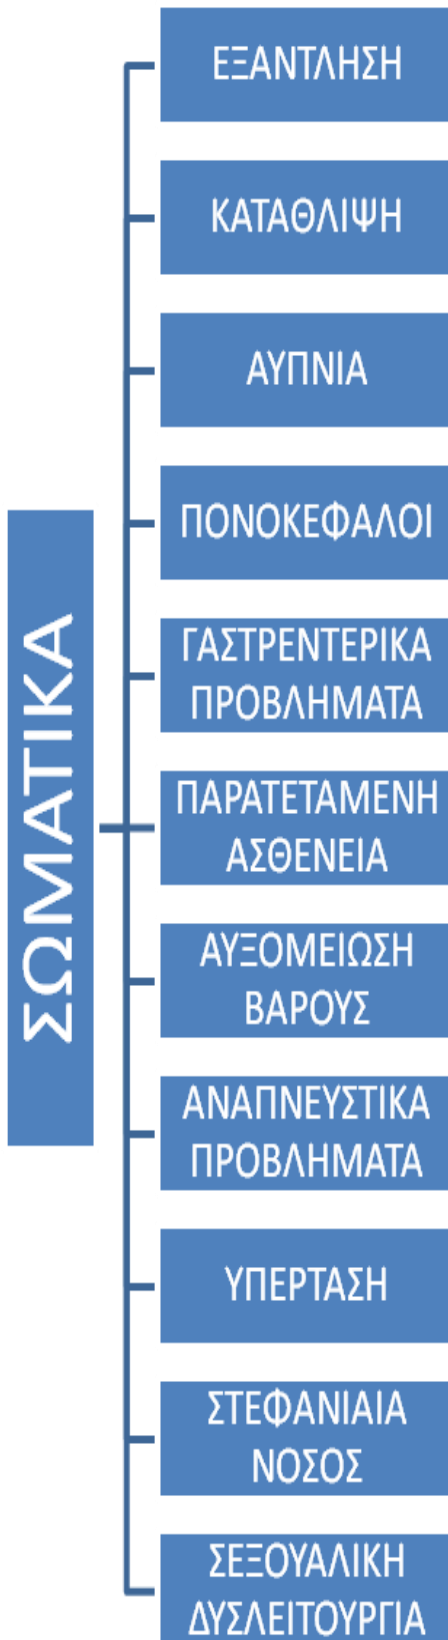 ΣΩΜΑΤΙΚΑ
ΕΞΑΝΤΛΗΣΗ
ΚΑΤΑΘΛΙΨΗ
ΑΥΠΝΙΑ
ΠΟΝΟΚΕΦΑΛΟΙ
ΓΑΣΤΡΕΝΤΕΡΙΚΑ
ΠΡΟΒΛΗΜΑΤΑ
ΠΑΡΑΤΕΤΑΜΕΝΗ
ΑΣΘΕΝΕΙΑ
ΑΥΞΟΜΕΙΩΣΗ
ΒΑΡΟΥΣ
ΑΝΑΠΝΕΥΣΤΙΚΑ
ΠΡΟΒΛΗΜΑΤΑ
ΥΠΕΡΤΑΣΗ
ΣΤΕΦΑΝΙΑΙΑ
ΝΟΣΟΣ
ΣΕΞΟΥΑΛΙΚΗ
ΔΥΣΛΕΙΤΟΥΡΓΙΑ